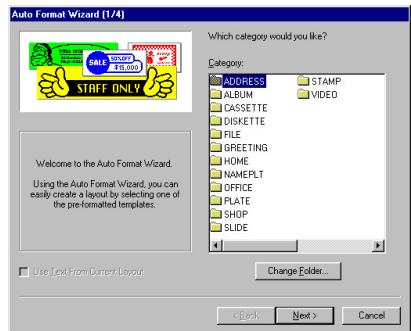 Auto Format Wizard (1/4)
Which category would you like?
Category:
SALE
50%OFF
$15,000
STAFF ONLY
ADDRESS
ALBUM
CASSETTE
DISKETTE
FILE
GREETING
HOME
NAMEPLT
OFFICE
PLATE
SHOP
SLIDE
STAMP
VIDEO
Welcome to the Auto Format Wizard.
Using the Auto Format Wizard, you can
easily create a layout by selecting one of
the pre-formatted templates.
Use Text From Current Layout
Change Folder...
< Back
Next >
Cancel